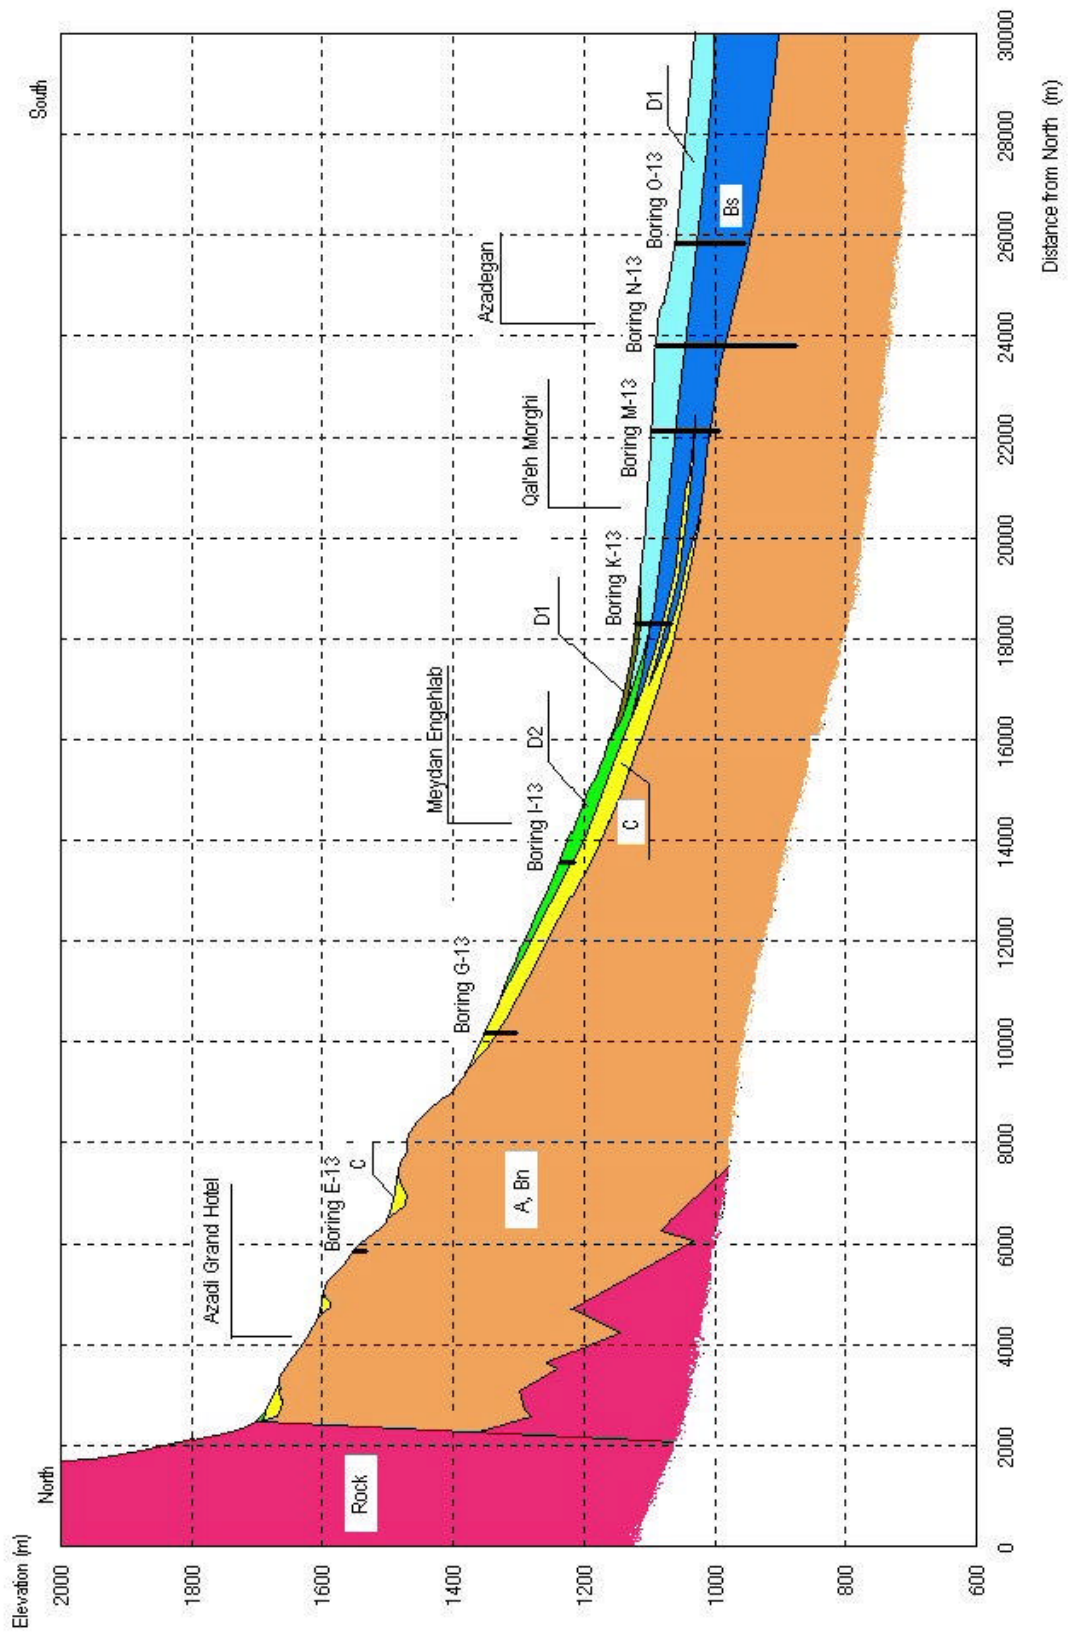 Elevation (m)
2000
1800
1600
1400
1200
1000
800
600
North
South
Rock
Azadi Grand Hotel
Boring E-13
C
A, Bn
Boring G-13
Boring I-13
Meydan Engehlab
D2
C
D1
Boring K-13
Qal'eh Morghi
Boring M-13
Azadegan
Boring N-13
Boring O-13
Bs
D1
0
2000
4000
6000
8000
10000
12000
14000
16000
18000
20000
22000
24000
26000
28000
30000
Distance from North (m)